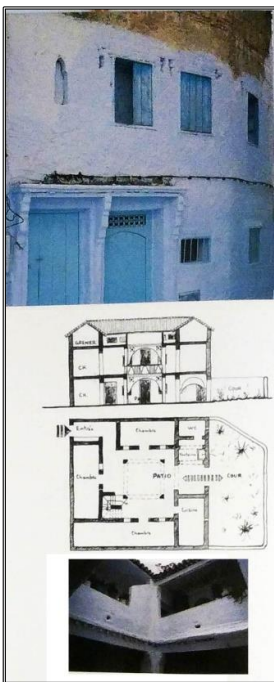 GRENIER
CH.
CH.
COUR
Entrée
Chambre
W.C
Chambre
PATIO
COUR
Cuisine
Chambre